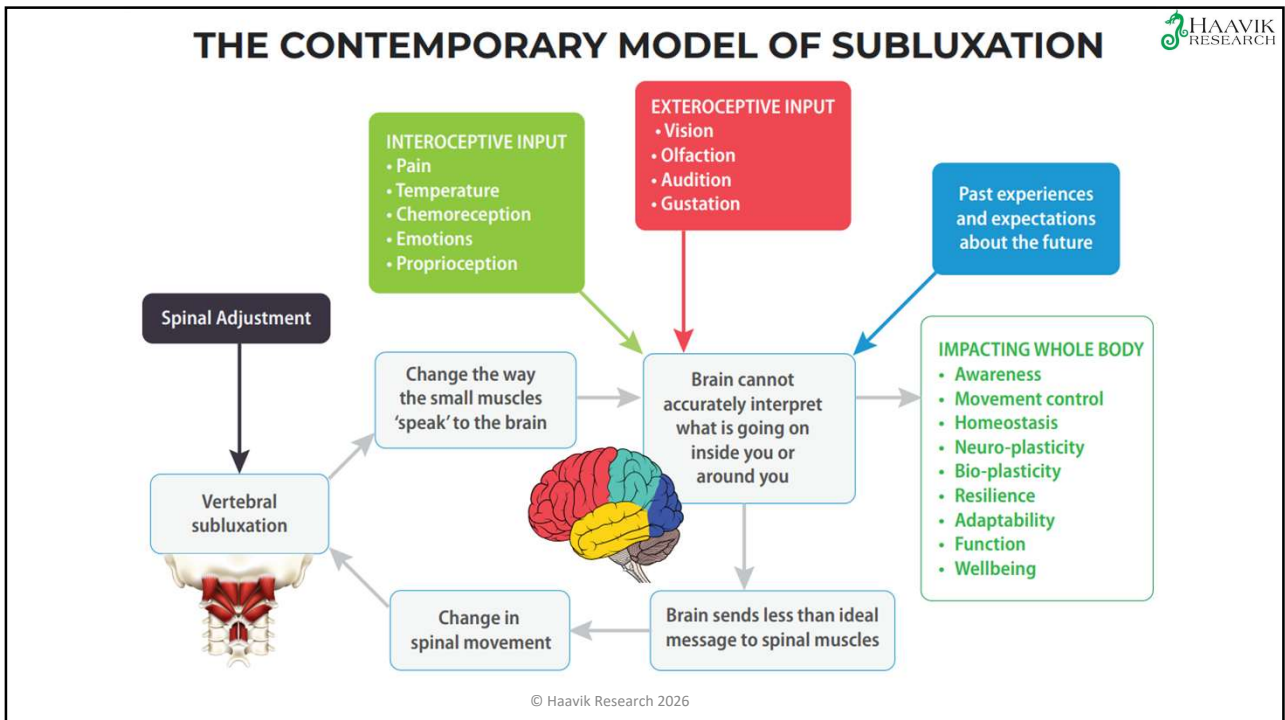 THE CONTEMPORARY MODEL OF SUBLUXATION
HAAVIK
RESEARCH
INTEROCEPTIVE INPUT
• Pain
• Temperature
• Chemoreception
• Emotions
• Proprioception
EXTEROCEPTIVE INPUT
• Vision
• Olfaction
• Audition
• Gustation
Past experiences
and expectations
about the future
Spinal Adjustment
Change the way
the small muscles
‘speak’ to the brain
Brain cannot
accurately interpret
what is going on
inside you or
around you
IMPACTING WHOLE BODY
• Awareness
• Movement control
• Homeostasis
• Neuro-plasticity
• Bio-plasticity
• Resilience
• Adaptability
• Function
• Wellbeing
Vertebral
subluxation
Change in
spinal movement
Brain sends less than ideal
message to spinal muscles
© Haavik Research 2026